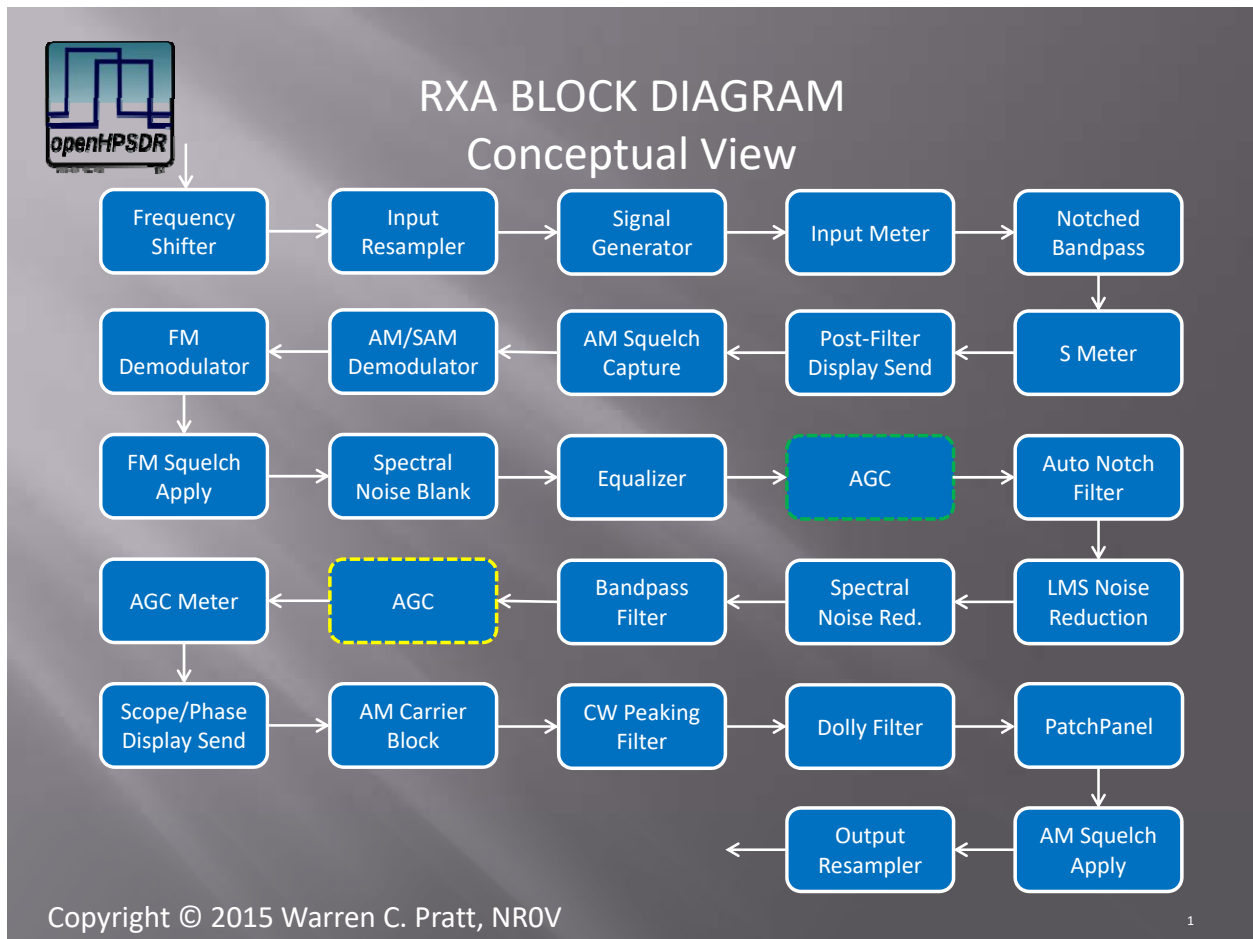 openHPSDR
RXA BLOCK DIAGRAM
Conceptual View
Frequency
Shifter
Input
Resampler
Signal
Generator
Input Meter
Notched
Bandpass
S Meter
Post-Filter
Display Send
AM Squelch
Capture
AM/SAM
Demodulator
FM
Demodulator
FM Squelch
Apply
Spectral
Noise Blank
Equalizer
AGC
Auto Notch
Filter
LMS Noise
Reduction
Spectral
Noise Red.
Bandpass
Filter
AGC
AGC Meter
Scope/Phase
Display Send
AM Carrier
Block
CW Peaking
Filter
Dolly Filter
PatchPanel
AM Squelch
Apply
Output
Resampler
Copyright © 2015 Warren C. Pratt, NR0V
1